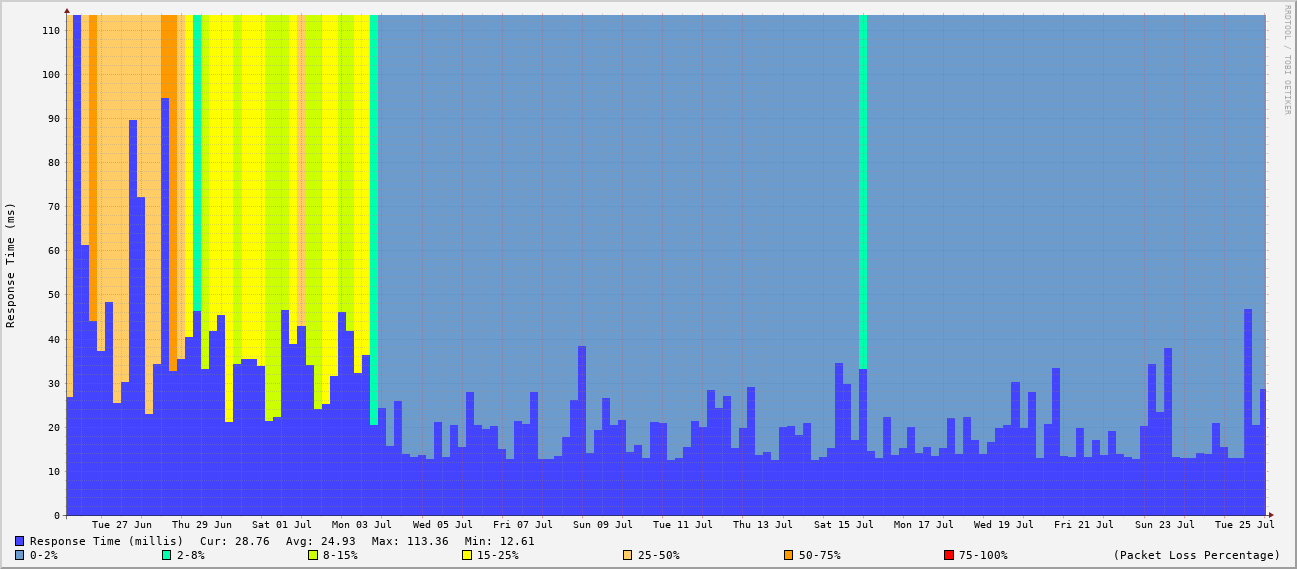 RRDTOOL / TOBI OETIKER
Response Time (ms)
110
100
90
80
70
60
50
40
30
20
10
0
Tue 27 Jun Thu 29 Jun Sat 01 Jul Mon 03 Jul Wed 05 Jul Fri 07 Jul Sun 09 Jul Tue 11 Jul Thu 13 Jul Sat 15 Jul Mon 17 Jul Wed 19 Jul Fri 21 Jul Sun 23 Jul Tue 25 Jul
Response Time (millis) Cur: 28.76 Avg: 24.93 Max: 113.36 Min: 12.61
0-2% 2-8% 8-15% 15-25% 25-50% 50-75% 75-100% (Packet Loss Percentage)